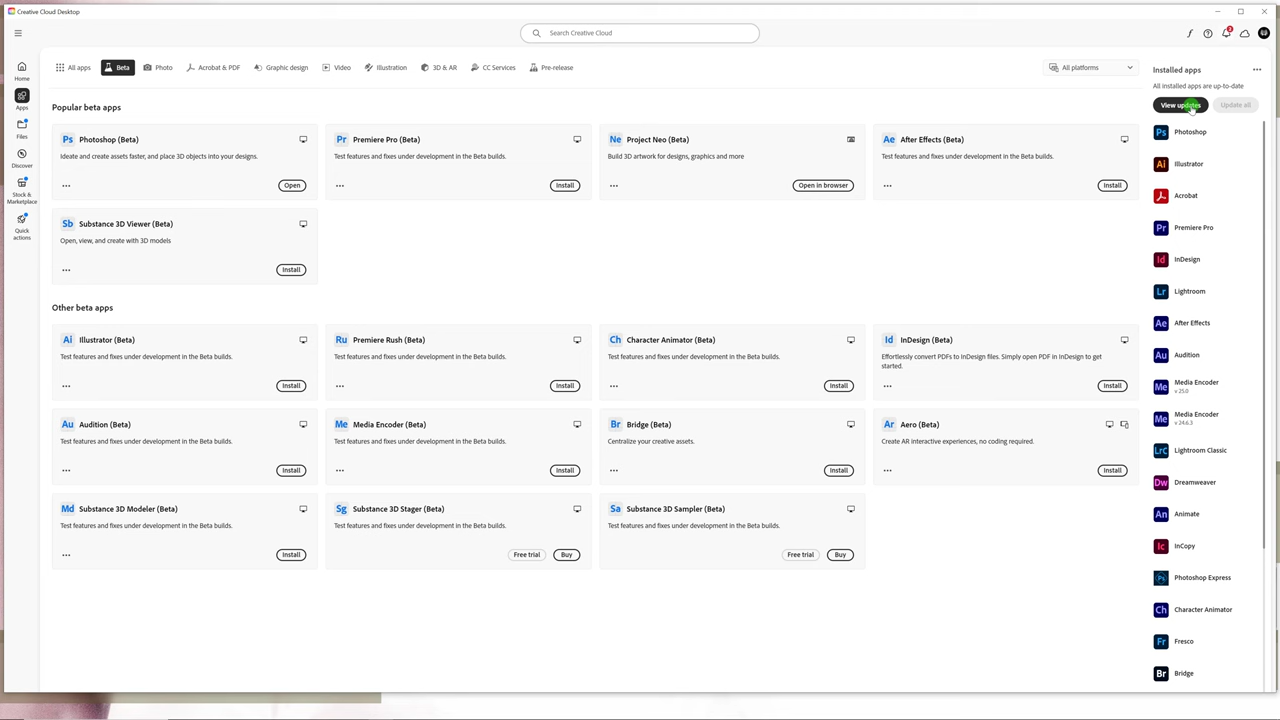 Creative Cloud Desktop
Search Creative Cloud
Home
Apps
Files
Discover
Stock &
Marketplace
Quick
actions
All apps
Beta
Photo
Acrobat & PDF
Graphic design
Video
Illustration
3D & AR
CC Services
Pre-release
All platforms
Popular beta apps
Ps Photoshop (Beta)
Ideate and create assets faster, and place 3D objects into your designs.
Open
Pr Premiere Pro (Beta)
Test features and fixes under development in the Beta builds.
Install
Ne Project Neo (Beta)
Build 3D artwork for designs, graphics and more
Open in browser
Ae After Effects (Beta)
Test features and fixes under development in the Beta builds.
Install
Sb Substance 3D Viewer (Beta)
Open, view, and create with 3D models
Install
Other beta apps
Ai Illustrator (Beta)
Test features and fixes under development in the Beta builds.
Install
Ru Premiere Rush (Beta)
Test features and fixes under development in the Beta builds.
Install
Ch Character Animator (Beta)
Test features and fixes under development in the Beta builds.
Install
Id InDesign (Beta)
Effortlessly convert PDFs to InDesign files. Simply open PDF in InDesign to get
started.
Install
Au Audition (Beta)
Test features and fixes under development in the Beta builds.
Install
Me Media Encoder (Beta)
Test features and fixes under development in the Beta builds.
Install
Br Bridge (Beta)
Centralize your creative assets.
Install
Ar Aero (Beta)
Create AR interactive experiences, no coding required.
Install
Md Substance 3D Modeler (Beta)
Test features and fixes under development in the Beta builds.
Install
Sg Substance 3D Stager (Beta)
Test features and fixes under development in the Beta builds.
Free trial
Buy
Sa Substance 3D Sampler (Beta)
Test features and fixes under development in the Beta builds.
Free trial
Buy
Installed apps
All installed apps are up-to-date
View updates
Update all
Ps Photoshop
Ai Illustrator
Acrobat
Pr Premiere Pro
Id InDesign
Lr Lightroom
Ae After Effects
Au Audition
Me Media Encoder
v 25.0
Me Media Encoder
v 24.6.3
LrC Lightroom Classic
Dw Dreamweaver
An Animate
Ic InCopy
Ps Photoshop Express
Ch Character Animator
Fr Fresco
Br Bridge